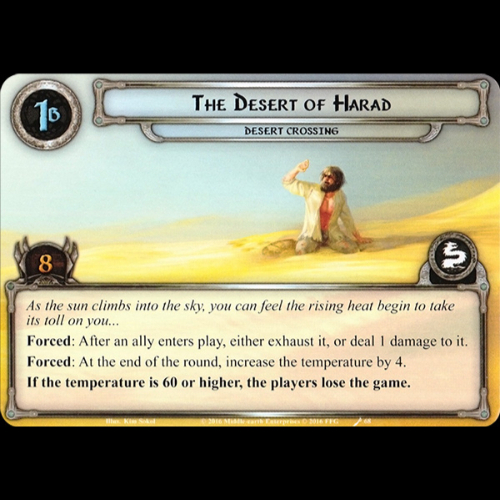 1B
THE DESERT OF HARAD
DESERT CROSSING
8
As the sun climbs into the sky, you can feel the rising heat begin to take
its toll on you...
Forced: After an ally enters play, either exhaust it, or deal 1 damage to it.
Forced: At the end of the round, increase the temperature by 4.
If the temperature is 60 or higher, the players lose the game.
Illus. Kim Sokol © 2016 Middle-earth Enterprises © 2016 FFG 68